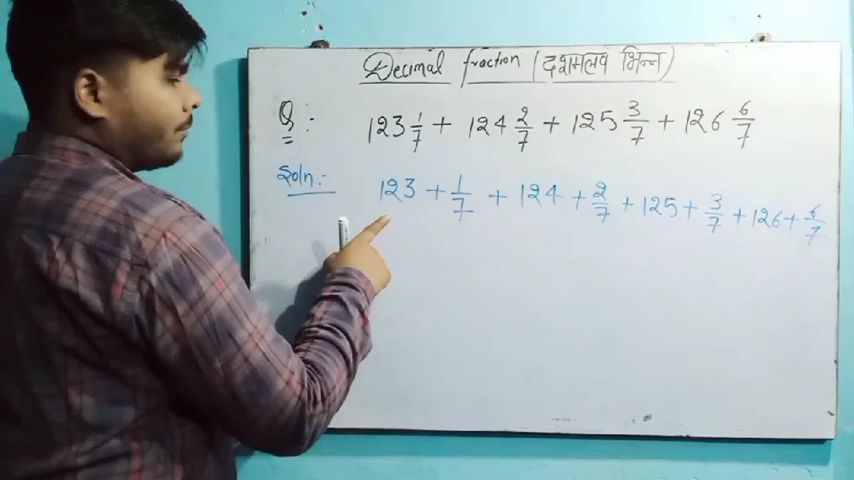 Decimal fraction (दशमलव भिन्न)
Q:- 123 1/7 + 124 2/7 + 125 3/7 + 126 6/7
Soln:- 123 + 1/7 + 124 + 2/7 + 125 + 3/7 + 126 + 6/7